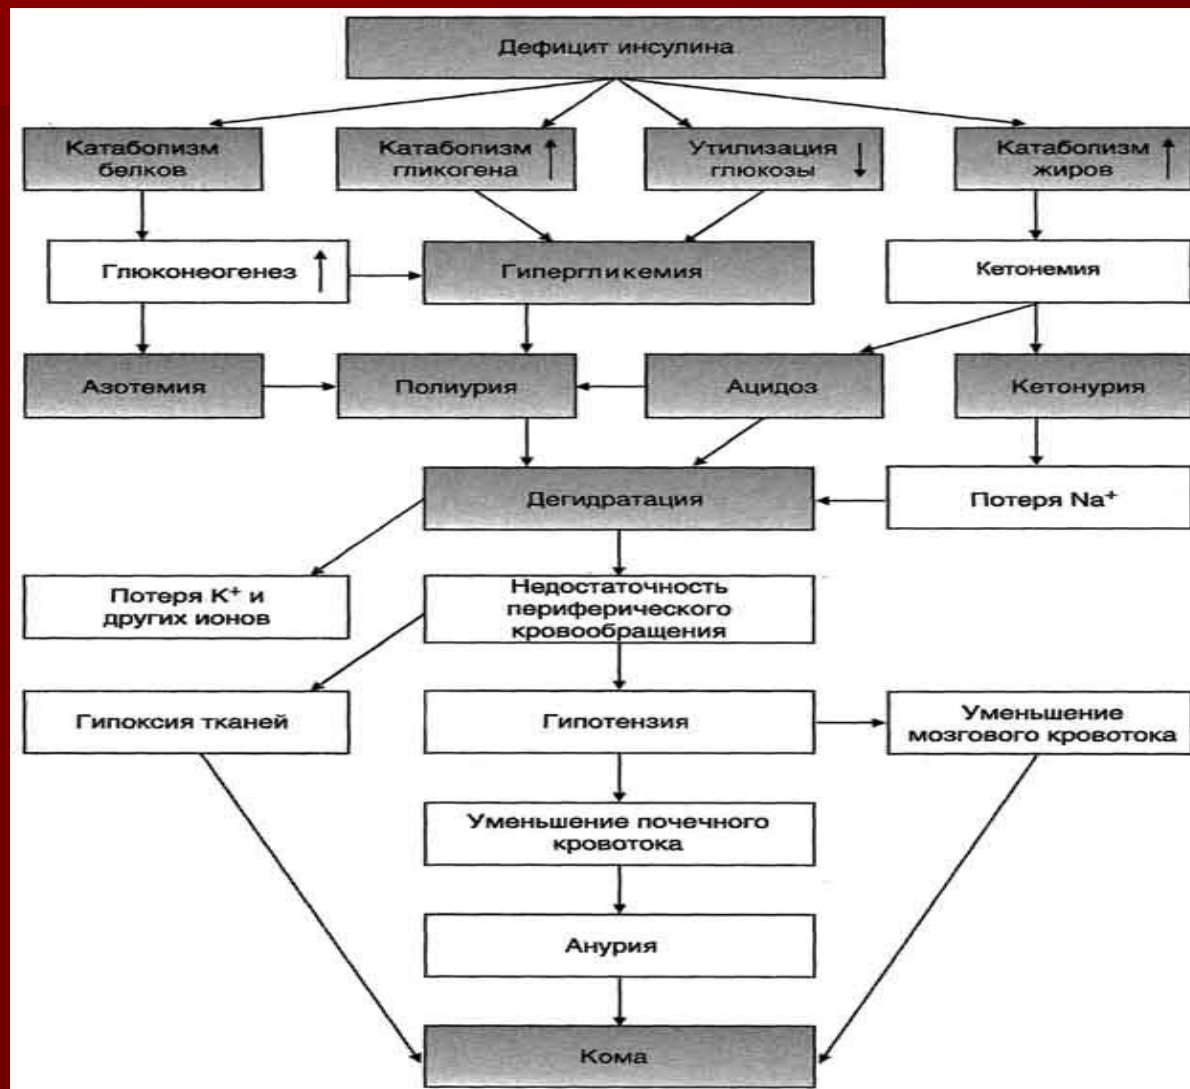 Дефицит инсулина
Катаболизм
белков
Катаболизм
гликогена
Утилизация
глюкозы
Катаболизм
жиров
Глюконеогенез
Гипергликемия
Кетонемия
Азотемия
Полиурия
Ацидоз
Кетонурия
Дегидратация
Потеря Na⁺
Потеря K⁺ и
других ионов
Недостаточность
периферического
кровообращения
Гипоксия тканей
Гипотензия
Уменьшение
мозгового кровотока
Уменьшение почечного
кровотока
Анурия
Кома